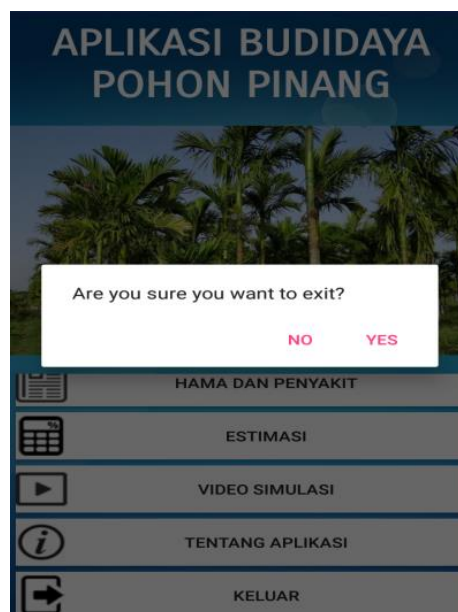 APLIKASI BUDIDAYA
POHON PINANG
Are you sure you want to exit?
NO YES
HAMA DAN PENYAKIT
%
ESTIMASI
VIDEO SIMULASI
i
TENTANG APLIKASI
KELUAR